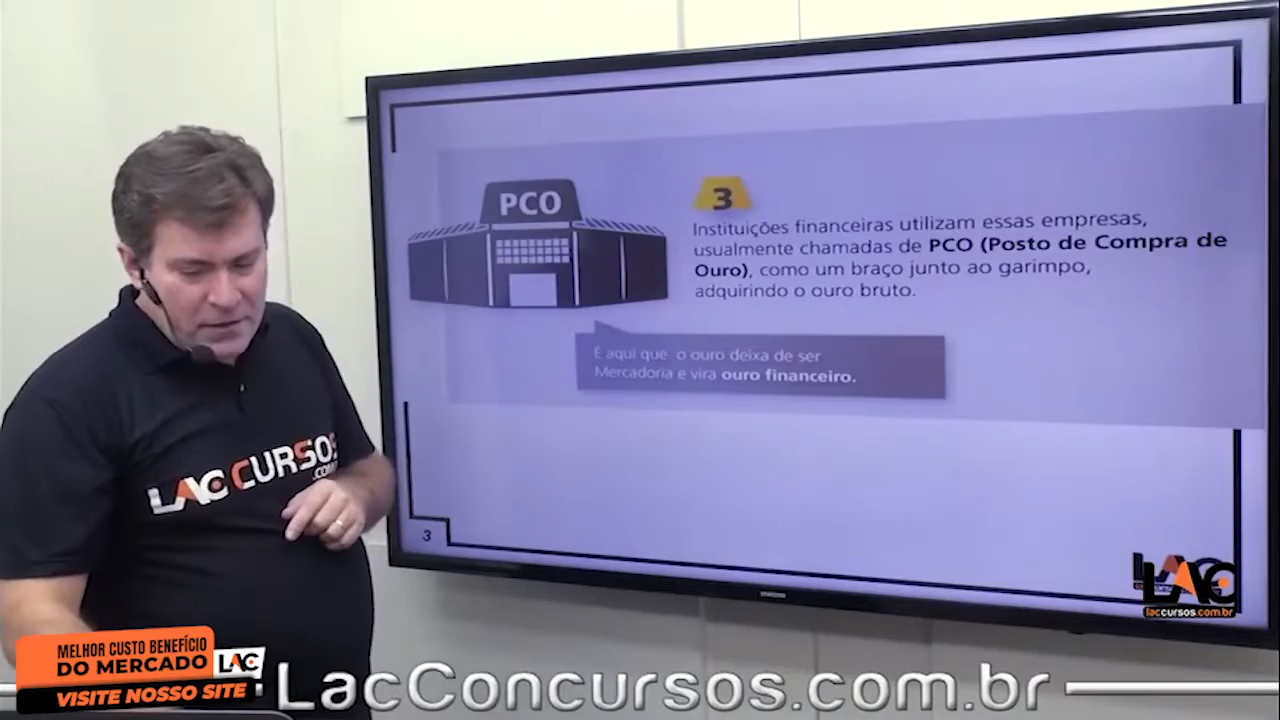 PCO
3
Instituições financeiras utilizam essas empresas,
usualmente chamadas de PCO (Posto de Compra de
Ouro), como um braço junto ao garimpo,
adquirindo o ouro bruto.
É aqui que o ouro deixa de ser
Mercadoria e vira ouro financeiro.
LAC CURSOS
.COM
3
LAC
laccursos.com.br
SAMSUNG
MELHOR CUSTO BENEFÍCIO
DO MERCADO
LAC
VISITE NOSSO SITE
LacConcursos.com.br